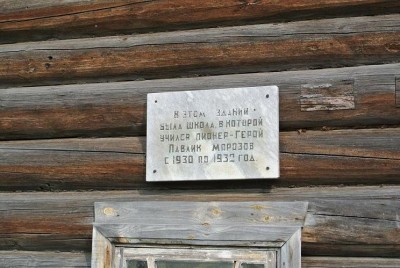 В ЭТОМ ЗДАНИИ
БЫЛА ШКОЛА, В КОТОРОЙ
УЧИЛСЯ ПИОНЕР-ГЕРОЙ
ПАВЛИК МОРОЗОВ
С 1930 ПО 1932 ГОД.